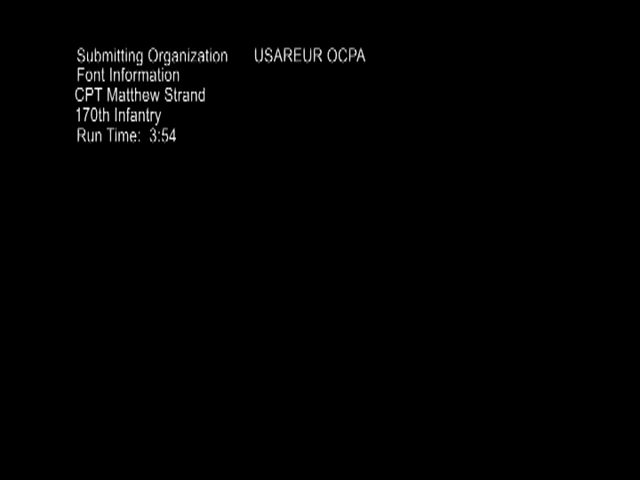 Submitting Organization USAREUR OCPA
Font Information
CPT Matthew Strand
170th Infantry
Run Time: 3:54